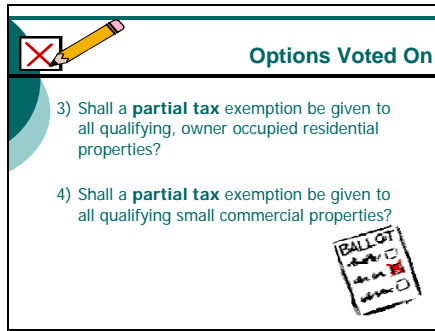 Options Voted On
3) Shall a partial tax exemption be given to
all qualifying, owner occupied residential
properties?
4) Shall a partial tax exemption be given to
all qualifying small commercial properties?
BALLOT